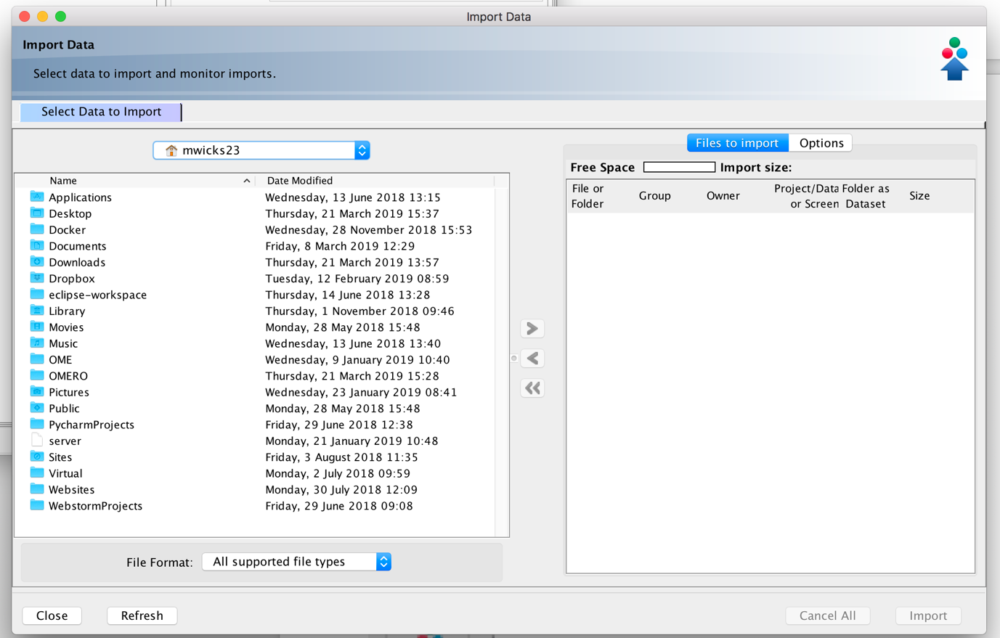 Import Data
Import Data
Select data to import and monitor imports.
Select Data to Import
mwicks23
Files to import Options
Free Space Import size:
Name Date Modified
File or Folder Group Owner Project/Data or Screen Folder as Dataset Size
Applications Wednesday, 13 June 2018 13:15
Desktop Thursday, 21 March 2019 15:37
Docker Wednesday, 28 November 2018 15:53
Documents Friday, 8 March 2019 12:29
Downloads Thursday, 21 March 2019 13:57
Dropbox Tuesday, 12 February 2019 08:59
eclipse-workspace Thursday, 14 June 2018 13:28
Library Thursday, 1 November 2018 09:46
Movies Monday, 28 May 2018 15:48
Music Wednesday, 13 June 2018 13:40
OME Wednesday, 9 January 2019 10:40
OMERO Thursday, 21 March 2019 15:28
Pictures Wednesday, 23 January 2019 08:41
Public Monday, 28 May 2018 15:48
PycharmProjects Friday, 29 June 2018 12:38
server Monday, 21 January 2019 10:48
Sites Friday, 3 August 2018 11:35
Virtual Monday, 2 July 2018 09:59
Websites Monday, 30 July 2018 12:09
WebstormProjects Friday, 29 June 2018 09:08
File Format: All supported file types
Close Refresh Cancel All Import